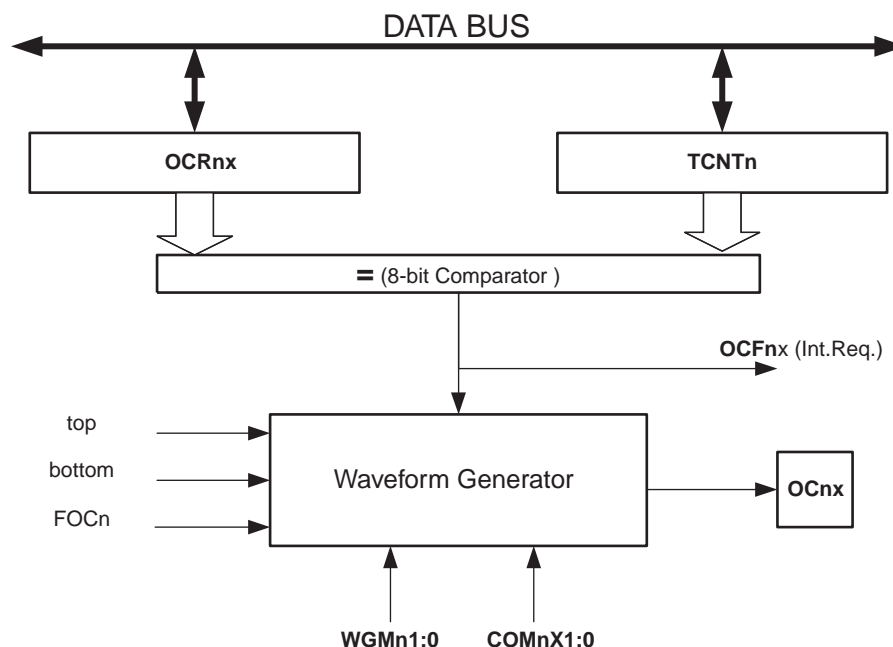 DATA BUS
OCRnx
TCNTn
= (8-bit Comparator )
OCFnx (Int.Req.)
top
bottom
FOCn
Waveform Generator
OCnx
WGMn1:0
COMnX1:0